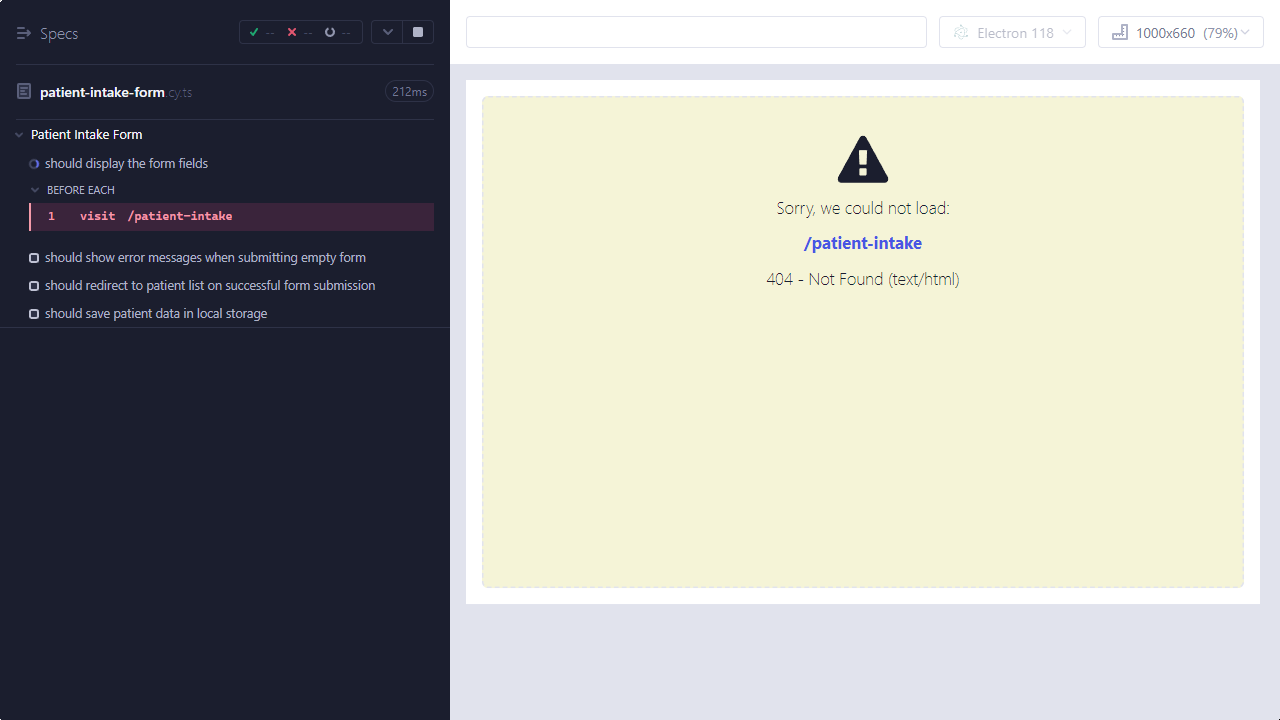 Specs
-- -- --
patient-intake-form.cy.ts
212ms
Patient Intake Form
should display the form fields
BEFORE EACH
1 visit /patient-intake
should show error messages when submitting empty form
should redirect to patient list on successful form submission
should save patient data in local storage
Electron 118
1000x660 (79%)
Sorry, we could not load:
/patient-intake
404 - Not Found (text/html)